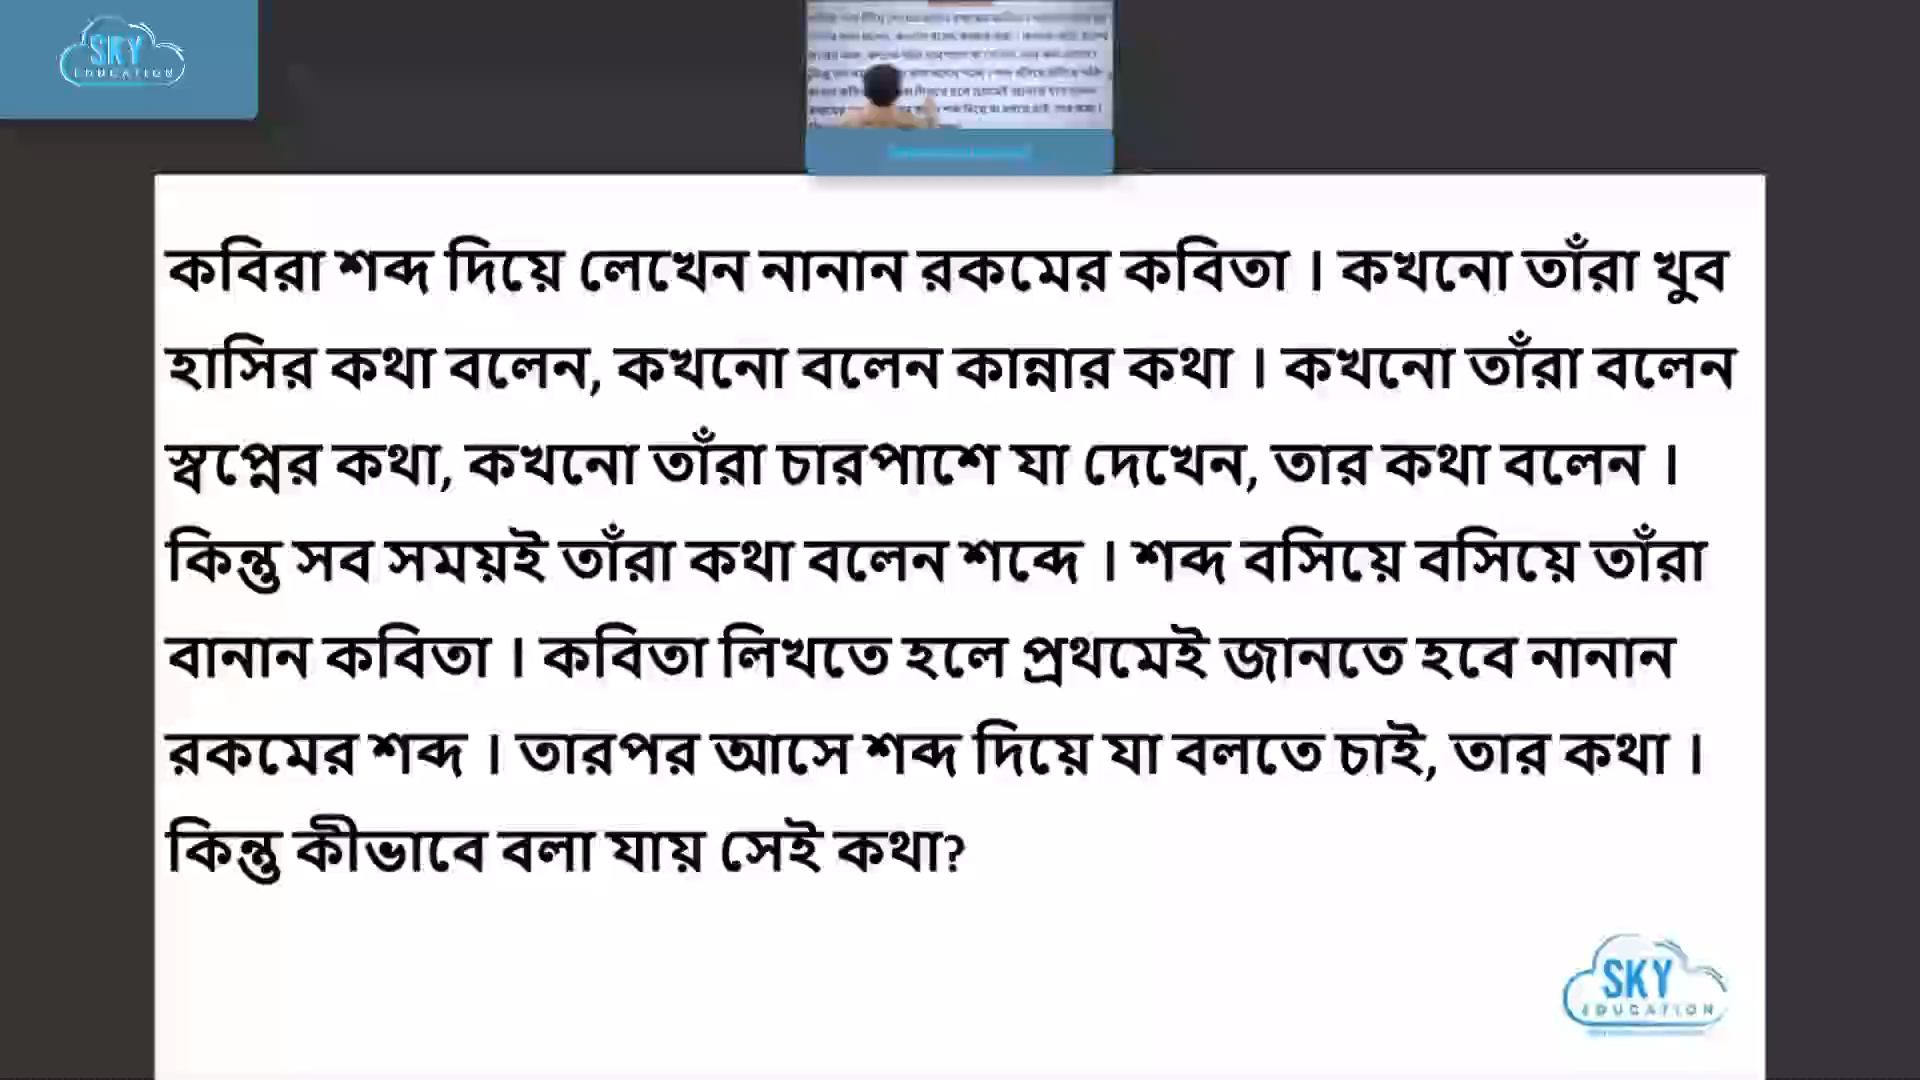 SKY
EDUCATION
কবিরা শব্দ দিয়ে লেখেন নানান রকমের কবিতা । কখনো তাঁরা খুব
হাসির কথা বলেন, কখনো বলেন কান্নার কথা । কখনো তাঁরা বলেন
স্বপ্নের কথা, কখনো তাঁরা চারপাশে যা দেখেন, তার কথা বলেন ।
কিন্তু সব সময়ই তাঁরা কথা বলেন শব্দে । শব্দ বসিয়ে বসিয়ে তাঁরা
বানান কবিতা । কবিতা লিখতে হলে প্রথমেই জানতে হবে নানান
রকমের শব্দ । তারপর আসে শব্দ দিয়ে যা বলতে চাই, তার কথা ।
কিন্তু কীভাবে বলা যায় সেই কথা?
SKY
EDUCATION